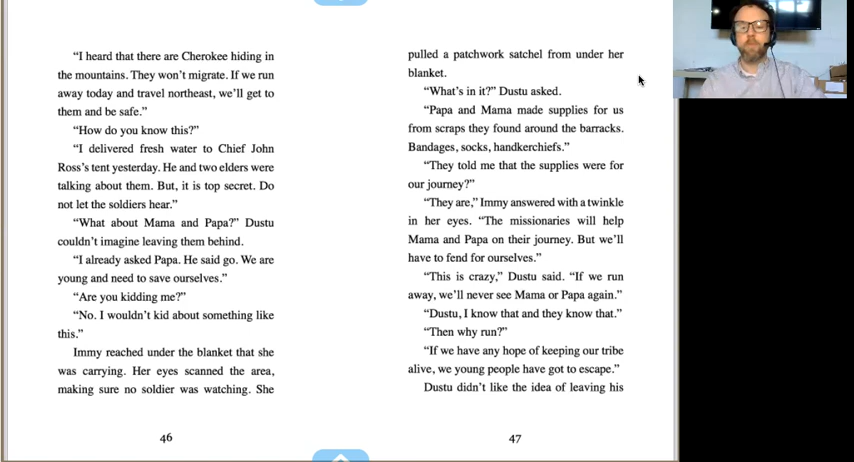 “I heard that there are Cherokee hiding in
the mountains. They won’t migrate. If we run
away today and travel northeast, we’ll get to
them and be safe.”
“How do you know this?”
“I delivered fresh water to Chief John
Ross’s tent yesterday. He and two elders were
talking about them. But, it is top secret. Do
not let the soldiers hear.”
“What about Mama and Papa?” Dustu
couldn’t imagine leaving them behind.
“I already asked Papa. He said go. We are
young and need to save ourselves.”
“Are you kidding me?”
“No. I wouldn’t kid about something like
this.”
Immy reached under the blanket that she
was carrying. Her eyes scanned the area,
making sure no soldier was watching. She
46
pulled a patchwork satchel from under her
blanket.
“What’s in it?” Dustu asked.
“Papa and Mama made supplies for us
from scraps they found around the barracks.
Bandages, socks, handkerchiefs.”
“They told me that the supplies were for
our journey?”
“They are,” Immy answered with a twinkle
in her eyes. “The missionaries will help
Mama and Papa on their journey. But we’ll
have to fend for ourselves.”
“This is crazy,” Dustu said. “If we run
away, we’ll never see Mama or Papa again.”
“Dustu, I know that and they know that.”
“Then why run?”
“If we have any hope of keeping our tribe
alive, we young people have got to escape.”
Dustu didn’t like the idea of leaving his
47